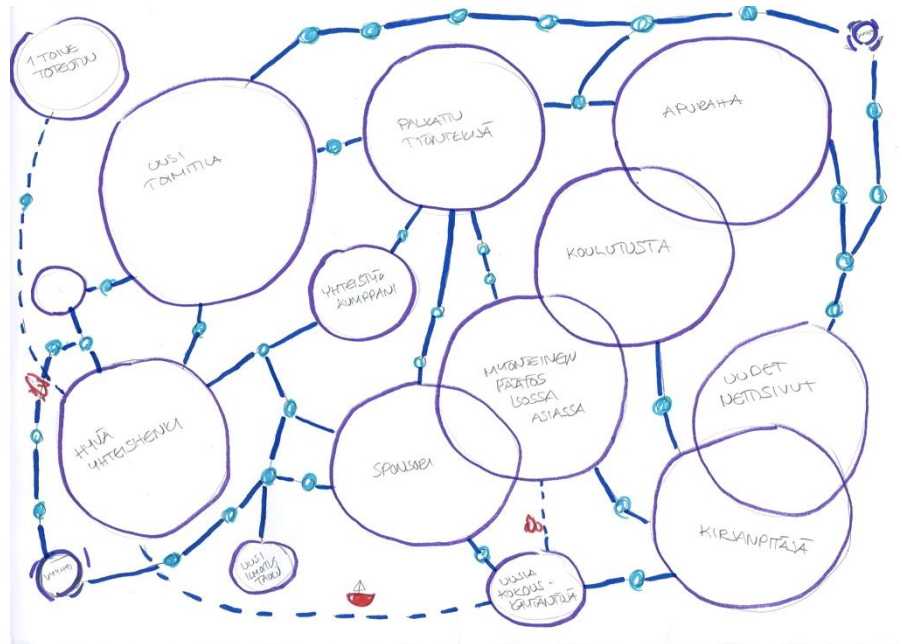 1 TOIVE
TOTEUTUU
UUSI
TOIMITILA
PALKATTU
TYÖNTEKIJÄ
APURAHA
KOULUTUSTA
YHTEISTYÖ
KUMPPANI
MYÖNTEINEN
PÄÄTÖS
ISOSSA
ASIASSA
UUDET
NETTISIVUT
HYVÄ
YHTEISHENKI
SPONSORI
KIRJANPITÄJÄ
UUSI
ILMOITUS
TAULU
UUSIA
KOKOUS-
KÄYTÄNTÖJÄ